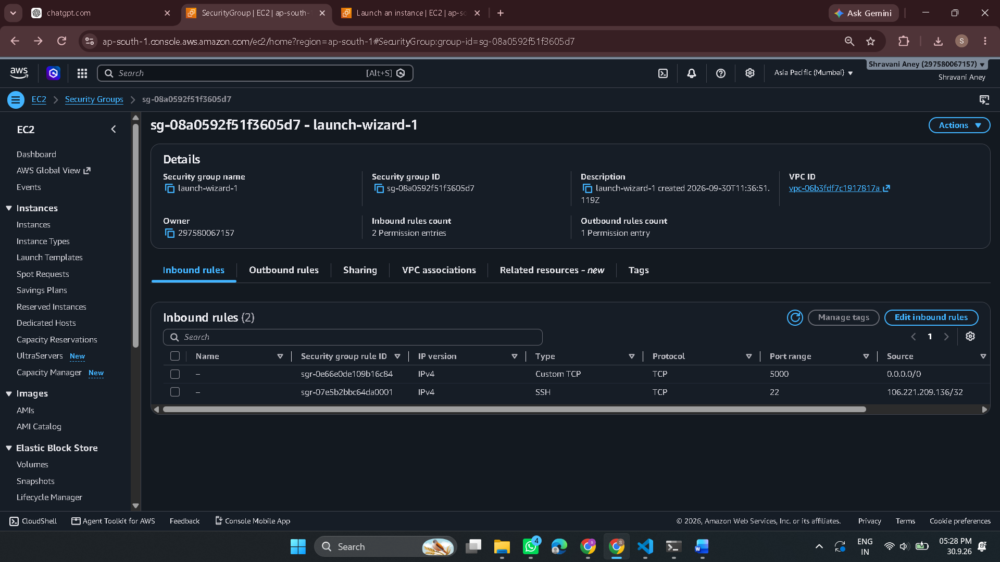 chatgpt.com
SecurityGroup | EC2 | ap-south-
Launch an instance | EC2 | ap-so
Ask Gemini
ap-south-1.console.aws.amazon.com/ec2/home?region=ap-south-1#SecurityGroup:group-id=sg-08a0592f51f3605d7
S
aws
Search
[Alt+S]
Asia Pacific (Mumbai)
Shravani Aney (297580067157)
Shravani Aney
EC2
Security Groups
sg-08a0592f51f3605d7
EC2
Dashboard
AWS Global View
Events
Instances
Instances
Instance Types
Launch Templates
Spot Requests
Savings Plans
Reserved Instances
Dedicated Hosts
Capacity Reservations
UltraServers New
Capacity Manager New
Images
AMIs
AMI Catalog
Elastic Block Store
Volumes
Snapshots
Lifecycle Manager
sg-08a0592f51f3605d7 - launch-wizard-1
Actions
Details
Security group name
launch-wizard-1
Security group ID
sg-08a0592f51f3605d7
Description
launch-wizard-1 created 2026-09-30T11:36:51.
119Z
VPC ID
vpc-06b3fdf7c1917817a
Owner
297580067157
Inbound rules count
2 Permission entries
Outbound rules count
1 Permission entry
Inbound rules
Outbound rules
Sharing
VPC associations
Related resources - new
Tags
Inbound rules (2)
Manage tags
Edit inbound rules
Search
1
Name Security group rule ID IP version Type Protocol Port range Source
– sgr-0e66e0de109b16c84 IPv4 Custom TCP TCP 5000 0.0.0.0/0
– sgr-07e5b2bbc64da0001 IPv4 SSH TCP 22 106.221.209.136/32
CloudShell
Agent Toolkit for AWS
Feedback
Console Mobile App
© 2026, Amazon Web Services, Inc. or its affiliates.
Privacy
Terms
Cookie preferences
Search
4
ENG
IN
05:28 PM
30.9.26